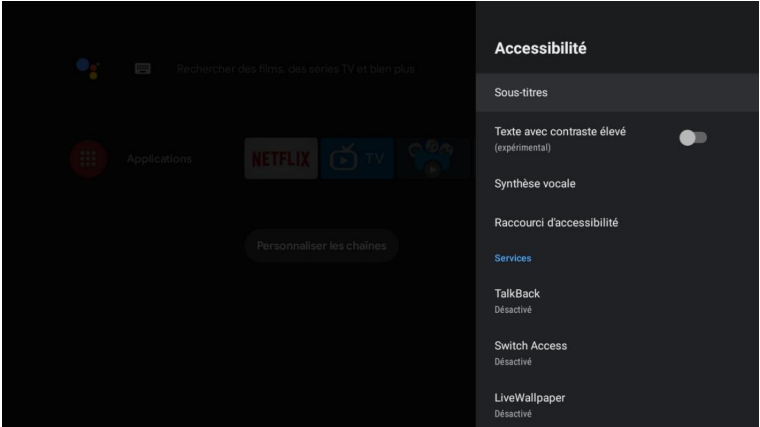 Accessibilité
Rechercher des films, des séries TV et bien plus
Sous-titres
Texte avec contraste élevé
(expérimental)
Applications
NETFLIX
TV
Synthèse vocale
Raccourci d'accessibilité
Personnaliser les chaînes
Services
TalkBack
Désactivé
Switch Access
Désactivé
LiveWallpaper
Désactivé